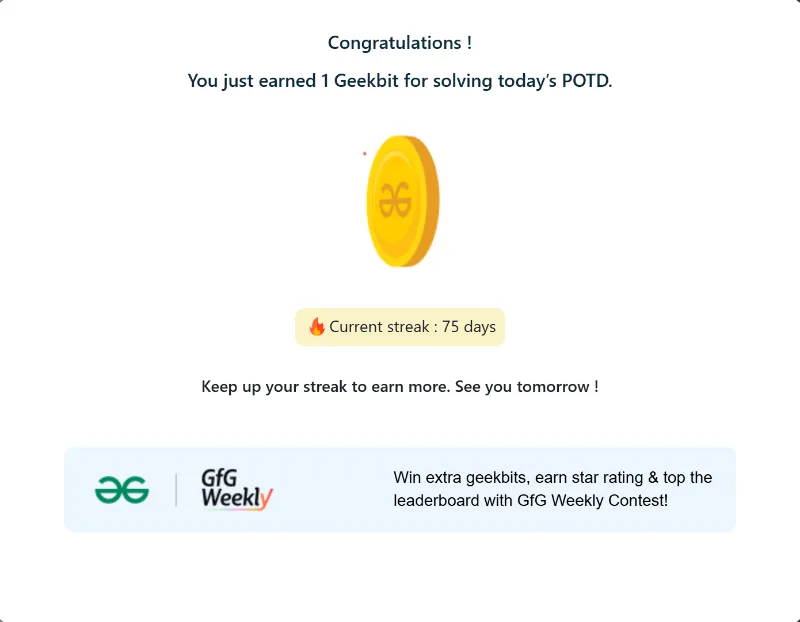 Congratulations !
You just earned 1 Geekbit for solving today's POTD.
🔥 Current streak : 75 days
Keep up your streak to earn more. See you tomorrow !
GfG
Weekly
Win extra geekbits, earn star rating & top the
leaderboard with GfG Weekly Contest!